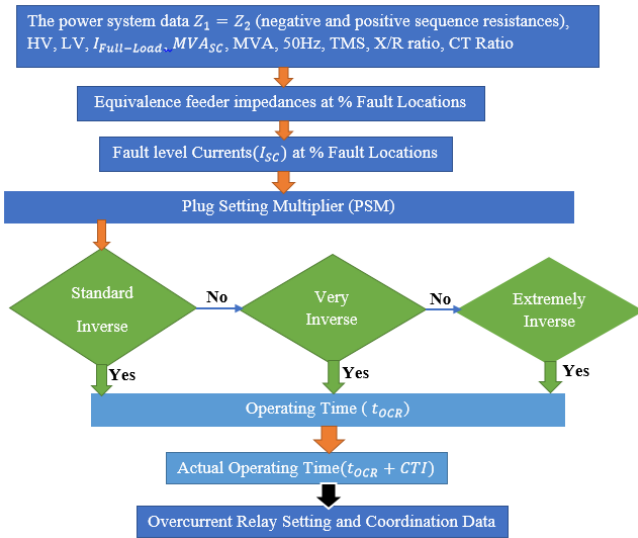 The power system data 𝑍₁ = 𝑍₂ (negative and positive sequence resistances),
HV, LV, 𝐼𝐹𝑢𝑙𝑙−𝐿𝑜𝑎𝑑, 𝑀𝑉𝐴𝑆𝐶, MVA, 50Hz, TMS, X/R ratio, CT Ratio
Equivalence feeder impedances at % Fault Locations
Fault level Currents(𝐼𝑆𝐶) at % Fault Locations
Plug Setting Multiplier (PSM)
Standard
Inverse
No
Very
Inverse
No
Extremely
Inverse
Yes
Yes
Yes
Operating Time ( 𝑡𝑂𝐶𝑅)
Actual Operating Time(𝑡𝑂𝐶𝑅 + 𝐶𝑇𝐼)
Overcurrent Relay Setting and Coordination Data